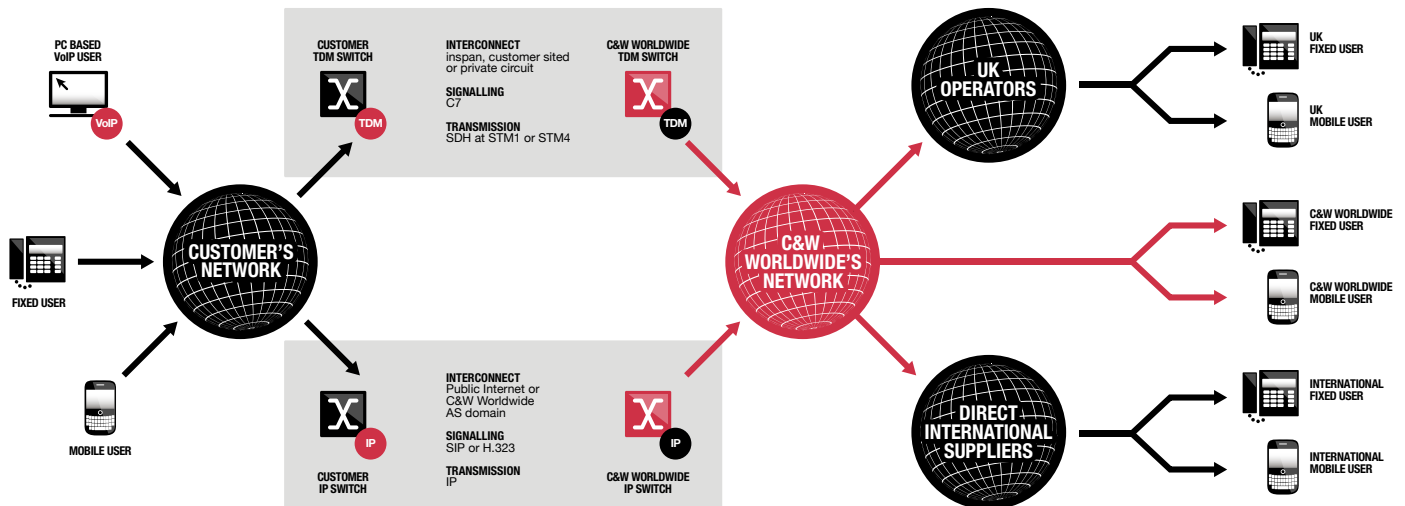 PC BASED
VoIP USER
VoIP
FIXED USER
MOBILE USER
CUSTOMER'S
NETWORK
CUSTOMER
TDM SWITCH
TDM
INTERCONNECT
inspan, customer sited
or private circuit
SIGNALLING
C7
TRANSMISSION
SDH at STM1 or STM4
C&W WORLDWIDE
TDM SWITCH
TDM
IP
CUSTOMER
IP SWITCH
INTERCONNECT
Public Internet or
C&W Worldwide
AS domain
SIGNALLING
SIP or H.323
TRANSMISSION
IP
IP
C&W WORLDWIDE
IP SWITCH
C&W
WORLDWIDE'S
NETWORK
UK
OPERATORS
UK
FIXED USER
UK
MOBILE USER
C&W WORLDWIDE
FIXED USER
C&W WORLDWIDE
MOBILE USER
DIRECT
INTERNATIONAL
SUPPLIERS
INTERNATIONAL
FIXED USER
INTERNATIONAL
MOBILE USER